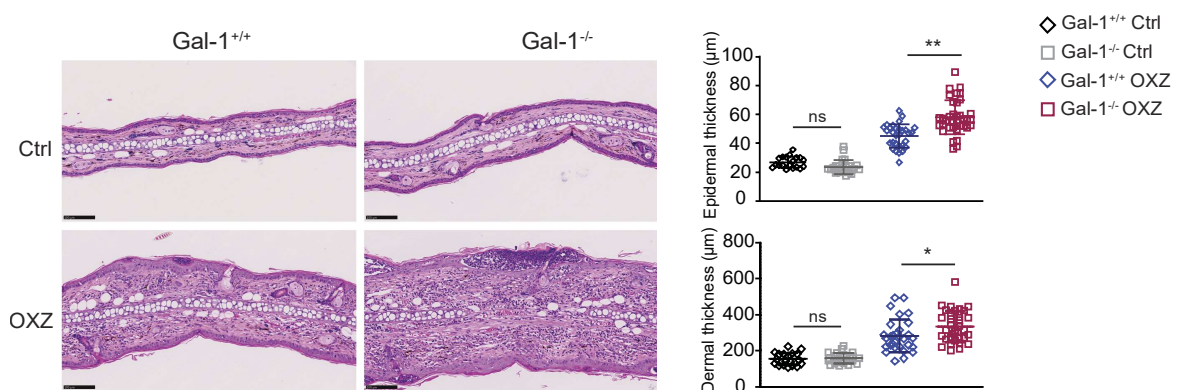 Gal-1+/+
Gal-1-/-
Ctrl
OXZ
Epidermal thickness (µm)
100
80
60
40
20
0
ns
**
Dermal thickness (µm)
800
600
400
200
0
ns
*
Gal-1+/+ Ctrl
Gal-1-/- Ctrl
Gal-1+/+ OXZ
Gal-1-/- OXZ